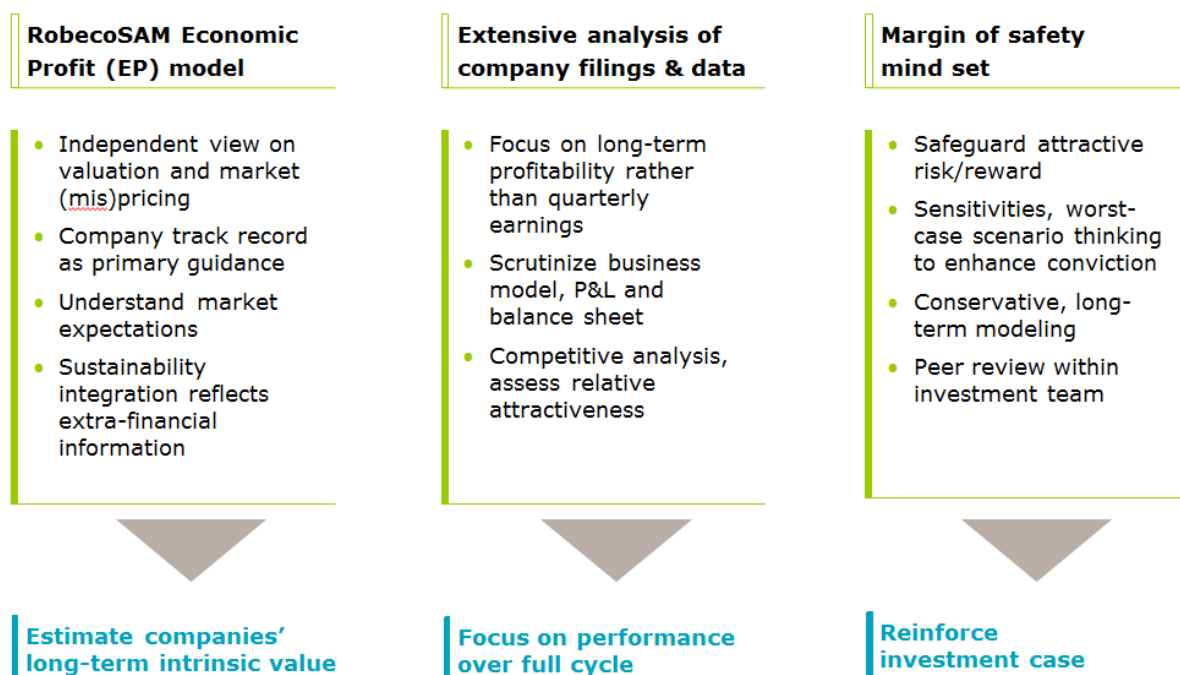 RobecoSAM Economic
Profit (EP) model
• Independent view on
valuation and market
(mis)pricing
• Company track record
as primary guidance
• Understand market
expectations
• Sustainability
integration reflects
extra-financial
information
Estimate companies’
long-term intrinsic value
Extensive analysis of
company filings & data
• Focus on long-term
profitability rather
than quarterly
earnings
• Scrutinize business
model, P&L and
balance sheet
• Competitive analysis,
assess relative
attractiveness
Focus on performance
over full cycle
Margin of safety
mind set
• Safeguard attractive
risk/reward
• Sensitivities, worst-
case scenario thinking
to enhance conviction
• Conservative, long-
term modeling
• Peer review within
investment team
Reinforce
investment case